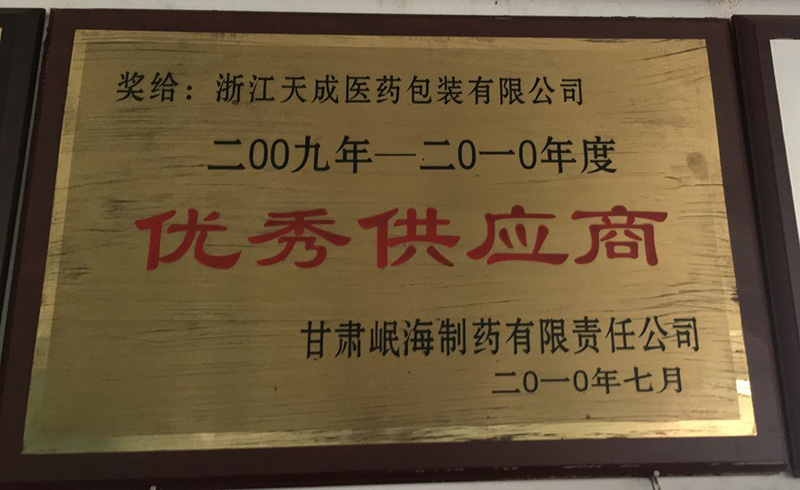 奖给：浙江天成医药包装有限公司
二00九年—二0一0年度
优秀供应商
甘肃岷海制药有限责任公司
二0一0年七月